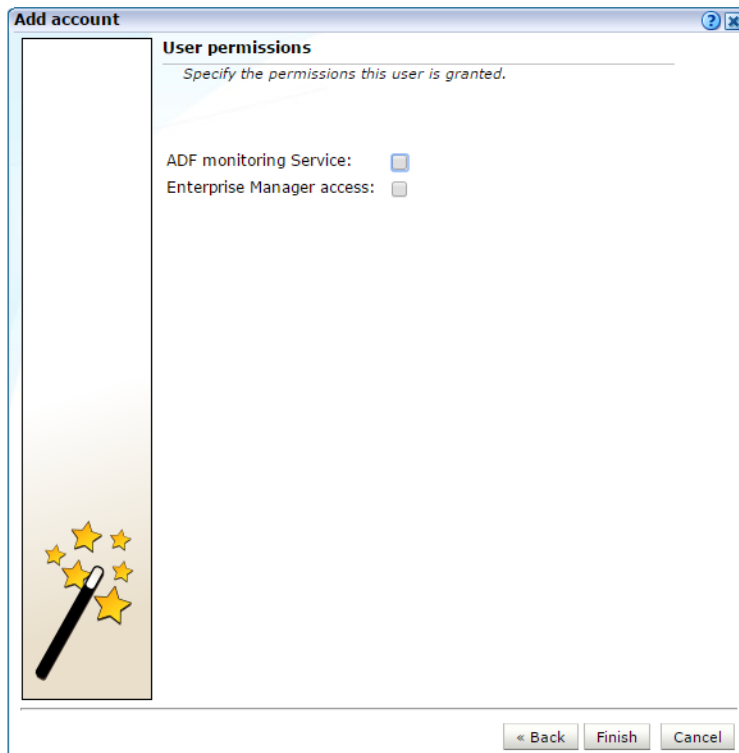 Add account
User permissions
Specify the permissions this user is granted.
ADF monitoring Service:
Enterprise Manager access:
« Back Finish Cancel